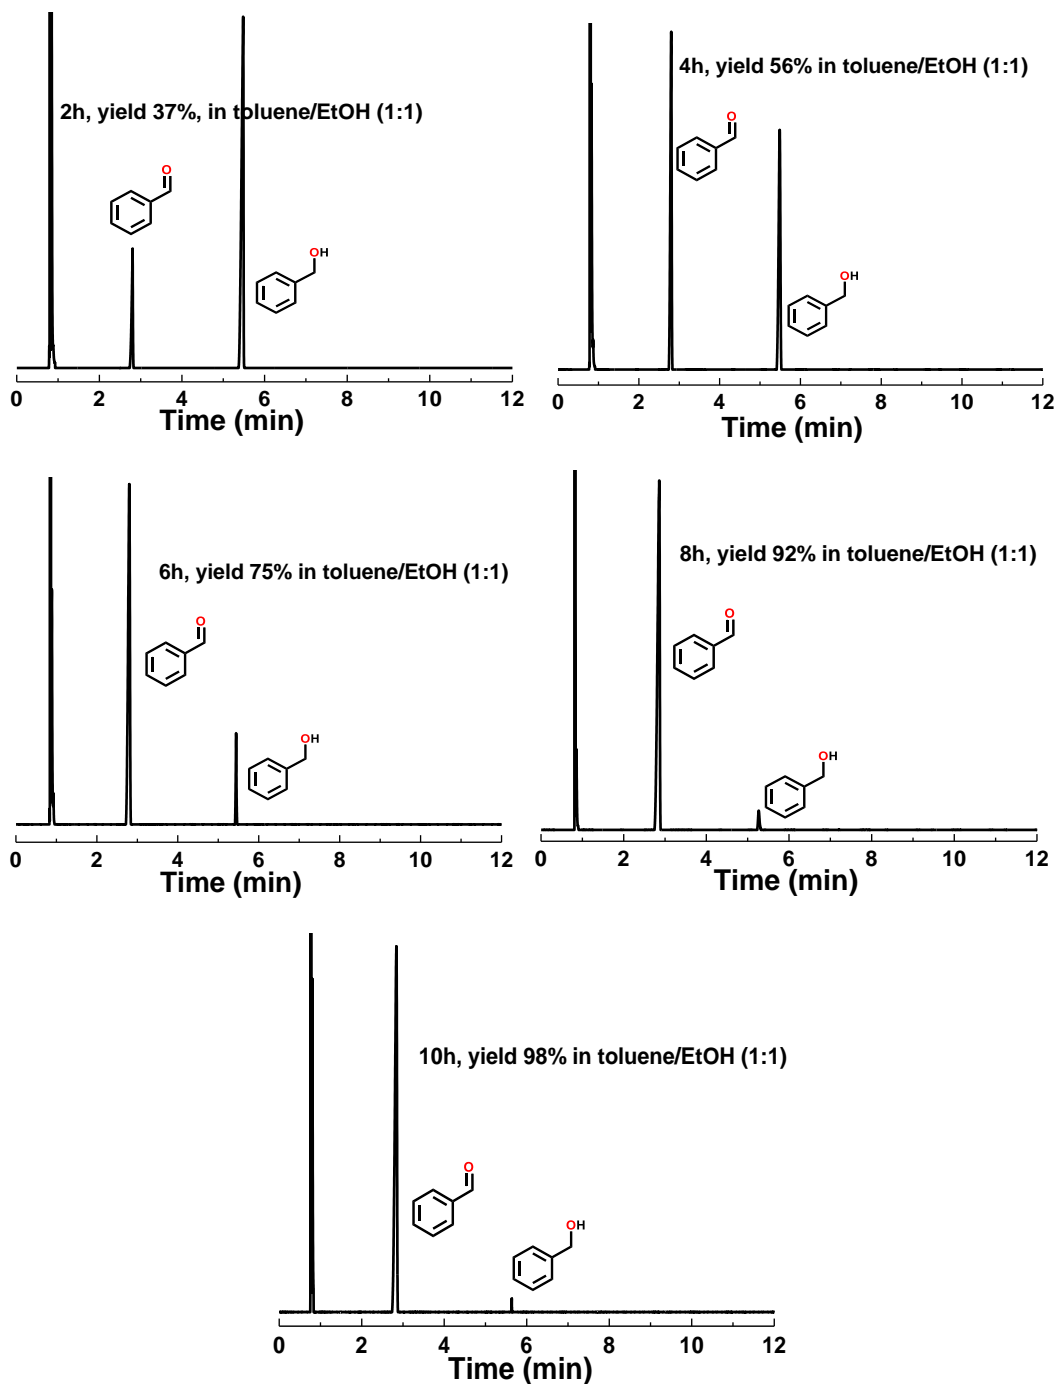 2h, yield 37%, in toluene/EtOH (1:1)
O
OH
0 2 4 6 8 10 12
Time (min)
4h, yield 56% in toluene/EtOH (1:1)
O
OH
0 2 4 6 8 10 12
Time (min)
6h, yield 75% in toluene/EtOH (1:1)
O
OH
0 2 4 6 8 10 12
Time (min)
8h, yield 92% in toluene/EtOH (1:1)
O
OH
0 2 4 6 8 10 12
Time (min)
10h, yield 98% in toluene/EtOH (1:1)
O
OH
0 2 4 6 8 10 12
Time (min)